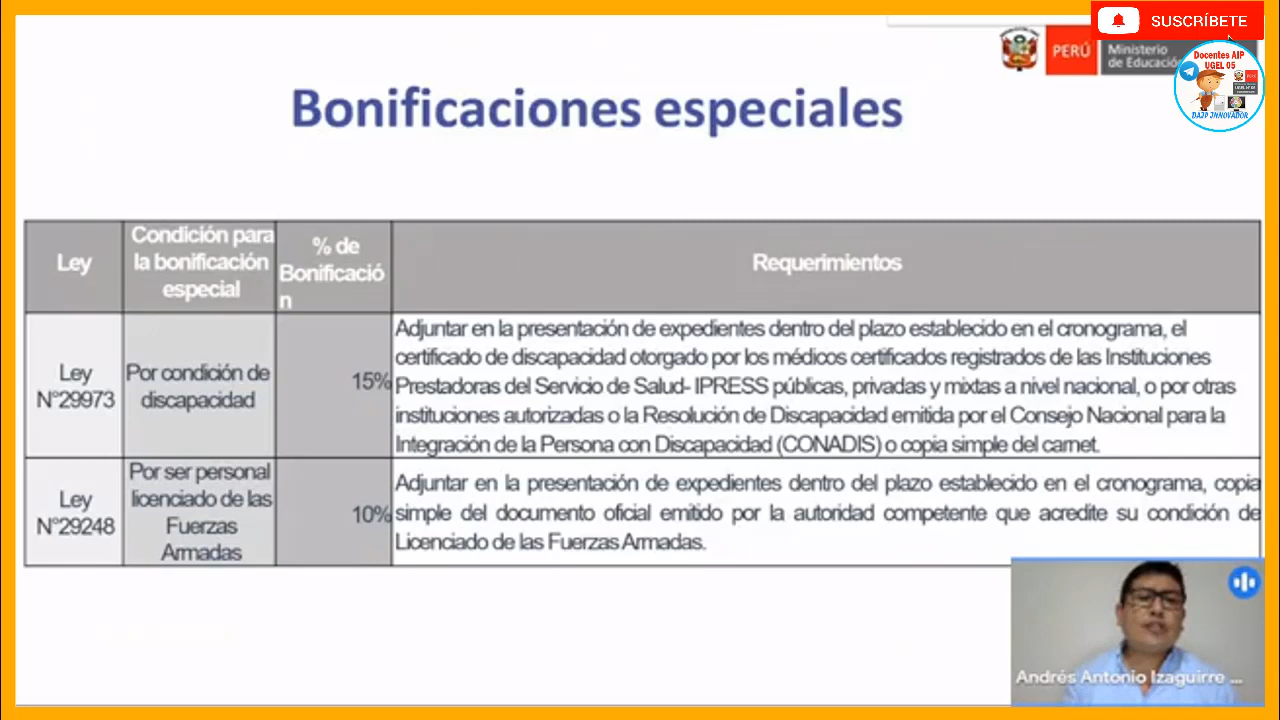 SUSCRÍBETE
PERÚ
Ministerio
de Educació
Docentes AIP
UGEL 05
DAIP INNOVADOR
Bonificaciones especiales
Ley
Condición para
la bonificación
especial
% de
Bonificació
n
Requerimientos
Ley
N°29973
Por condición de
discapacidad
15%
Adjuntar en la presentación de expedientes dentro del plazo establecido en el cronograma, el
certificado de discapacidad otorgado por los médicos certificados registrados de las Instituciones
Prestadoras del Servicio de Salud- IPRESS públicas, privadas y mixtas a nivel nacional, o por otras
instituciones autorizadas o la Resolución de Discapacidad emitida por el Consejo Nacional para la
Integración de la Persona con Discapacidad (CONADIS) o copia simple del carnet.
Ley
N°29248
Por ser personal
licenciado de las
Fuerzas
Armadas
10%
Adjuntar en la presentación de expedientes dentro del plazo establecido en el cronograma, copia
simple del documento oficial emitido por la autoridad competente que acredite su condición de
Licenciado de las Fuerzas Armadas.
Andrés Antonio Izaguirre ...